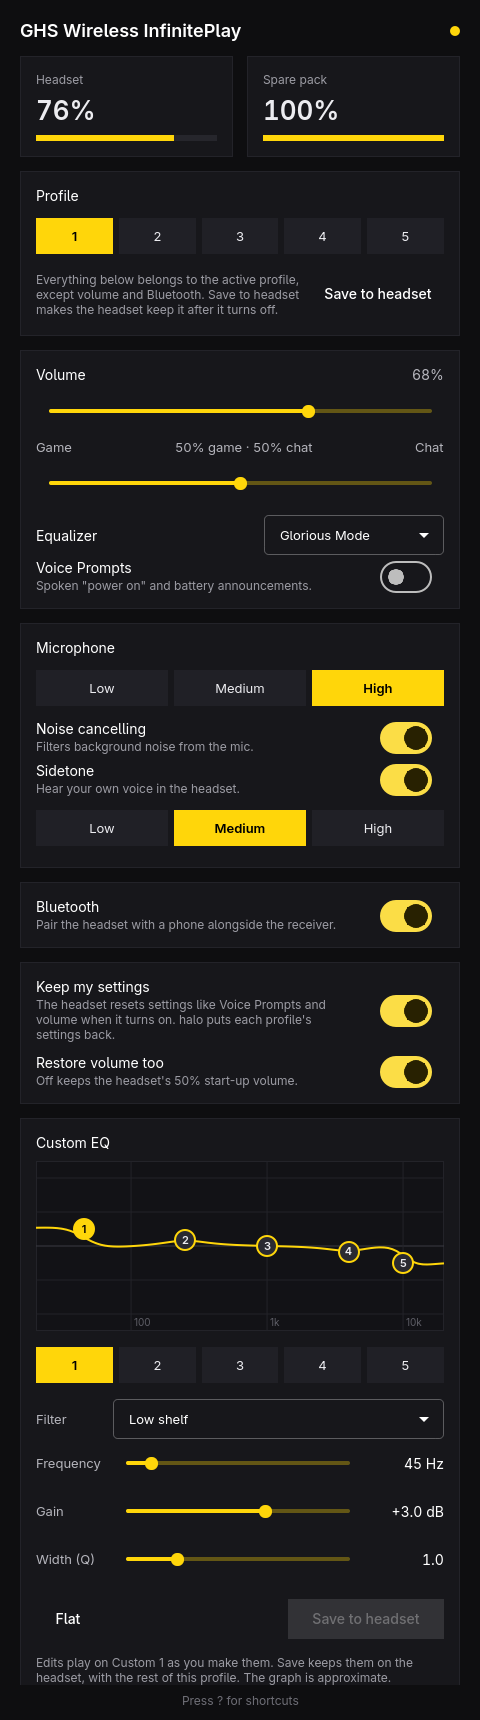 GHS Wireless InfinitePlay
Headset
76%
Spare pack
100%
Profile
1 2 3 4 5
Everything below belongs to the active profile,
except volume and Bluetooth. Save to headset
makes the headset keep it after it turns off.
Save to headset
Volume 68%
Game 50% game · 50% chat Chat
Equalizer Glorious Mode
Voice Prompts
Spoken "power on" and battery announcements.
Microphone
Low Medium High
Noise cancelling
Filters background noise from the mic.
Sidetone
Hear your own voice in the headset.
Low Medium High
Bluetooth
Pair the headset with a phone alongside the receiver.
Keep my settings
The headset resets settings like Voice Prompts and
volume when it turns on. halo puts each profile's
settings back.
Restore volume too
Off keeps the headset's 50% start-up volume.
Custom EQ
1 2 3 4 5
100 1k 10k
1 2 3 4 5
Filter Low shelf
Frequency 45 Hz
Gain +3.0 dB
Width (Q) 1.0
Flat Save to headset
Edits play on Custom 1 as you make them. Save keeps them on the
headset, with the rest of this profile. The graph is approximate.
Press ? for shortcuts